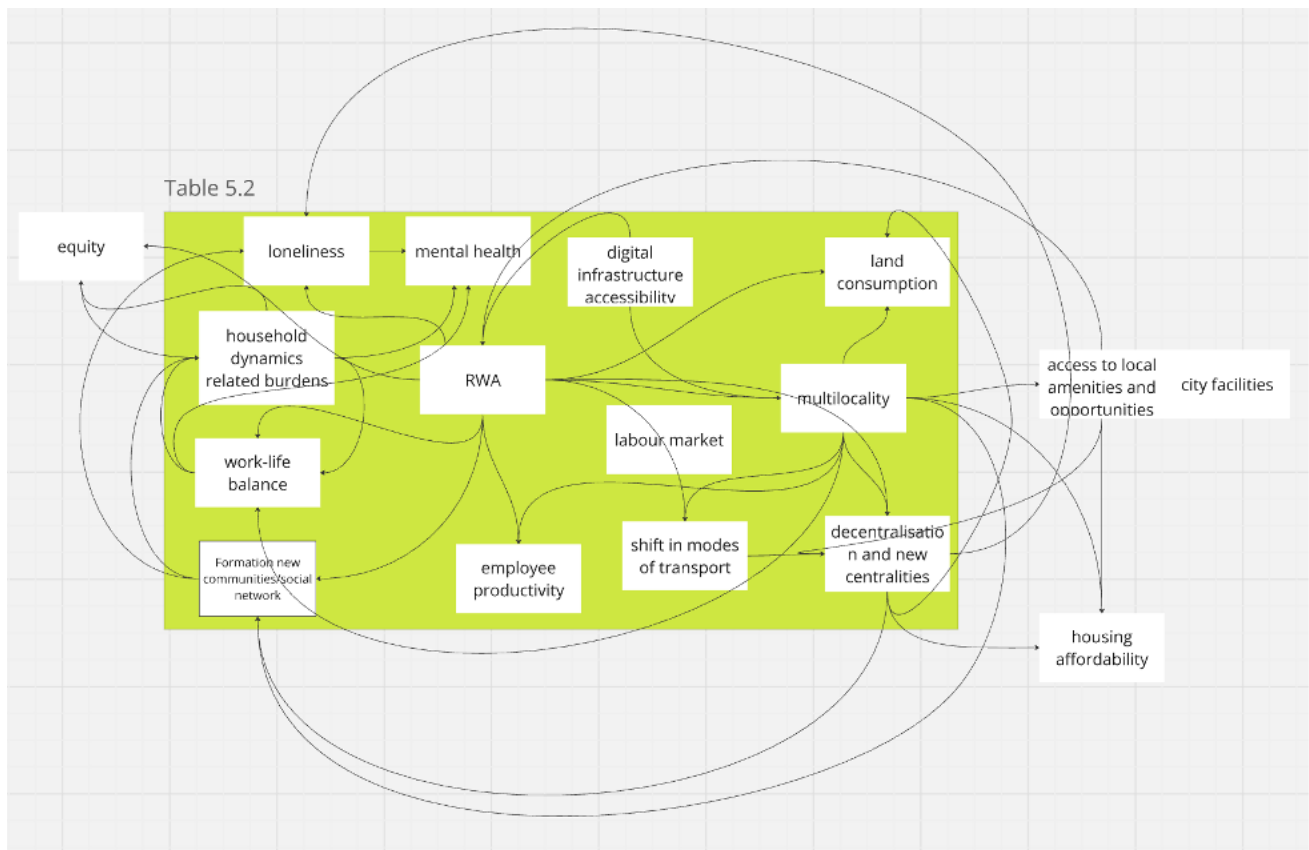 Table 5.2
equity
loneliness
mental health
digital
infrastructure
accessibility
land
consumption
household
dynamics
related burdens
RWA
multilocality
access to local
amenities and
opportunities
city facilities
labour market
work-life
balance
shift in modes
of transport
decentralisatio
n and new
centralities
Formation new
communities/social
network
employee
productivity
housing
affordability